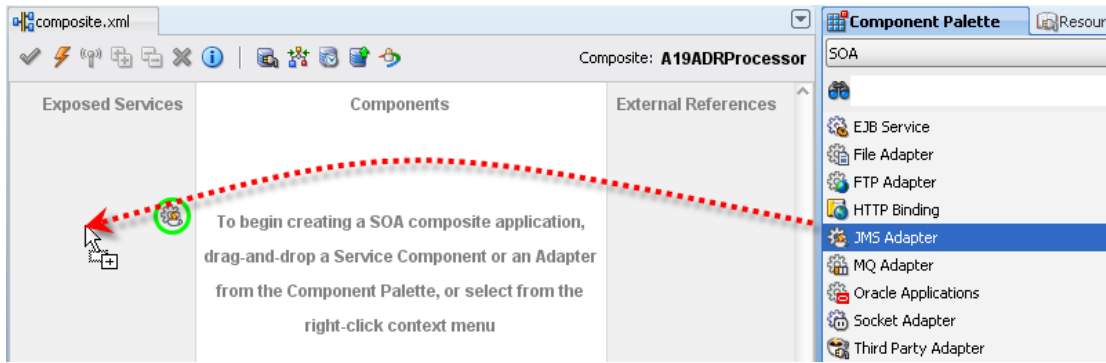 composite.xml
Component Palette
Resour
Composite: A19ADRProcessor
SOA
Exposed Services
Components
External References
To begin creating a SOA composite application,
drag-and-drop a Service Component or an Adapter
from the Component Palette, or select from the
right-click context menu
EJB Service
File Adapter
FTP Adapter
HTTP Binding
JMS Adapter
MQ Adapter
Oracle Applications
Socket Adapter
Third Party Adapter